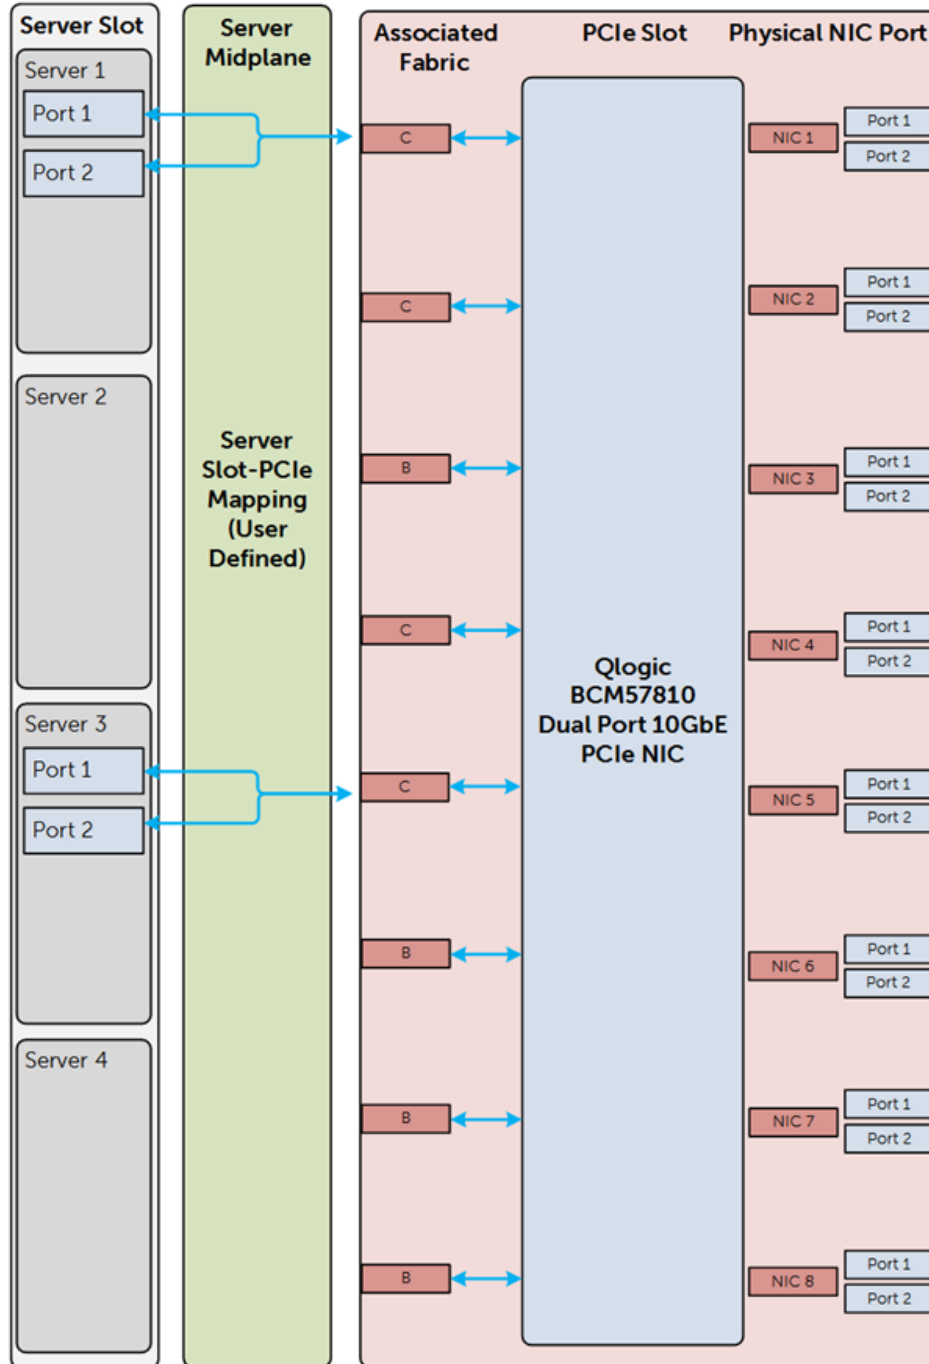 Server Slot
Server 1
Port 1
Port 2
Server 2
Server 3
Port 1
Port 2
Server 4
Server
Midplane
Server
Slot-PCIe
Mapping
(User
Defined)
Associated
Fabric
C
C
B
C
C
B
B
B
PCIe Slot
Qlogic
BCM57810
Dual Port 10GbE
PCIe NIC
Physical NIC Port
NIC 1
Port 1
Port 2
NIC 2
Port 1
Port 2
NIC 3
Port 1
Port 2
NIC 4
Port 1
Port 2
NIC 5
Port 1
Port 2
NIC 6
Port 1
Port 2
NIC 7
Port 1
Port 2
NIC 8
Port 1
Port 2